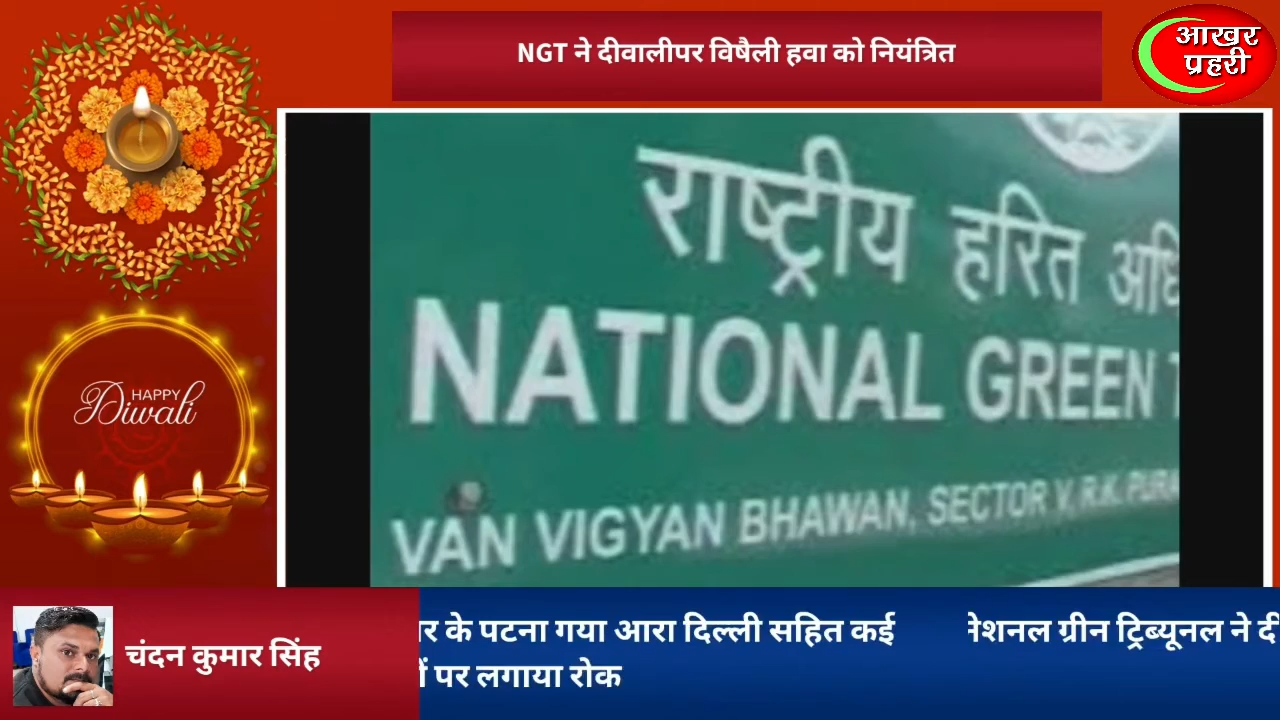 NGT ने दीवालीपर विषैली हवा को नियंत्रित
आखर
प्रहरी
राष्ट्रीय हरित
NATIONAL GREEN
VAN VIGYAN BHAWAN, SECTOR V, R.K. PURA
HAPPY
Diwali
चंदन कुमार सिंह
र के पटना गया आरा दिल्ली सहित कई
पर लगाया रोक
नेशनल ग्रीन ट्रिब्यूनल ने दी